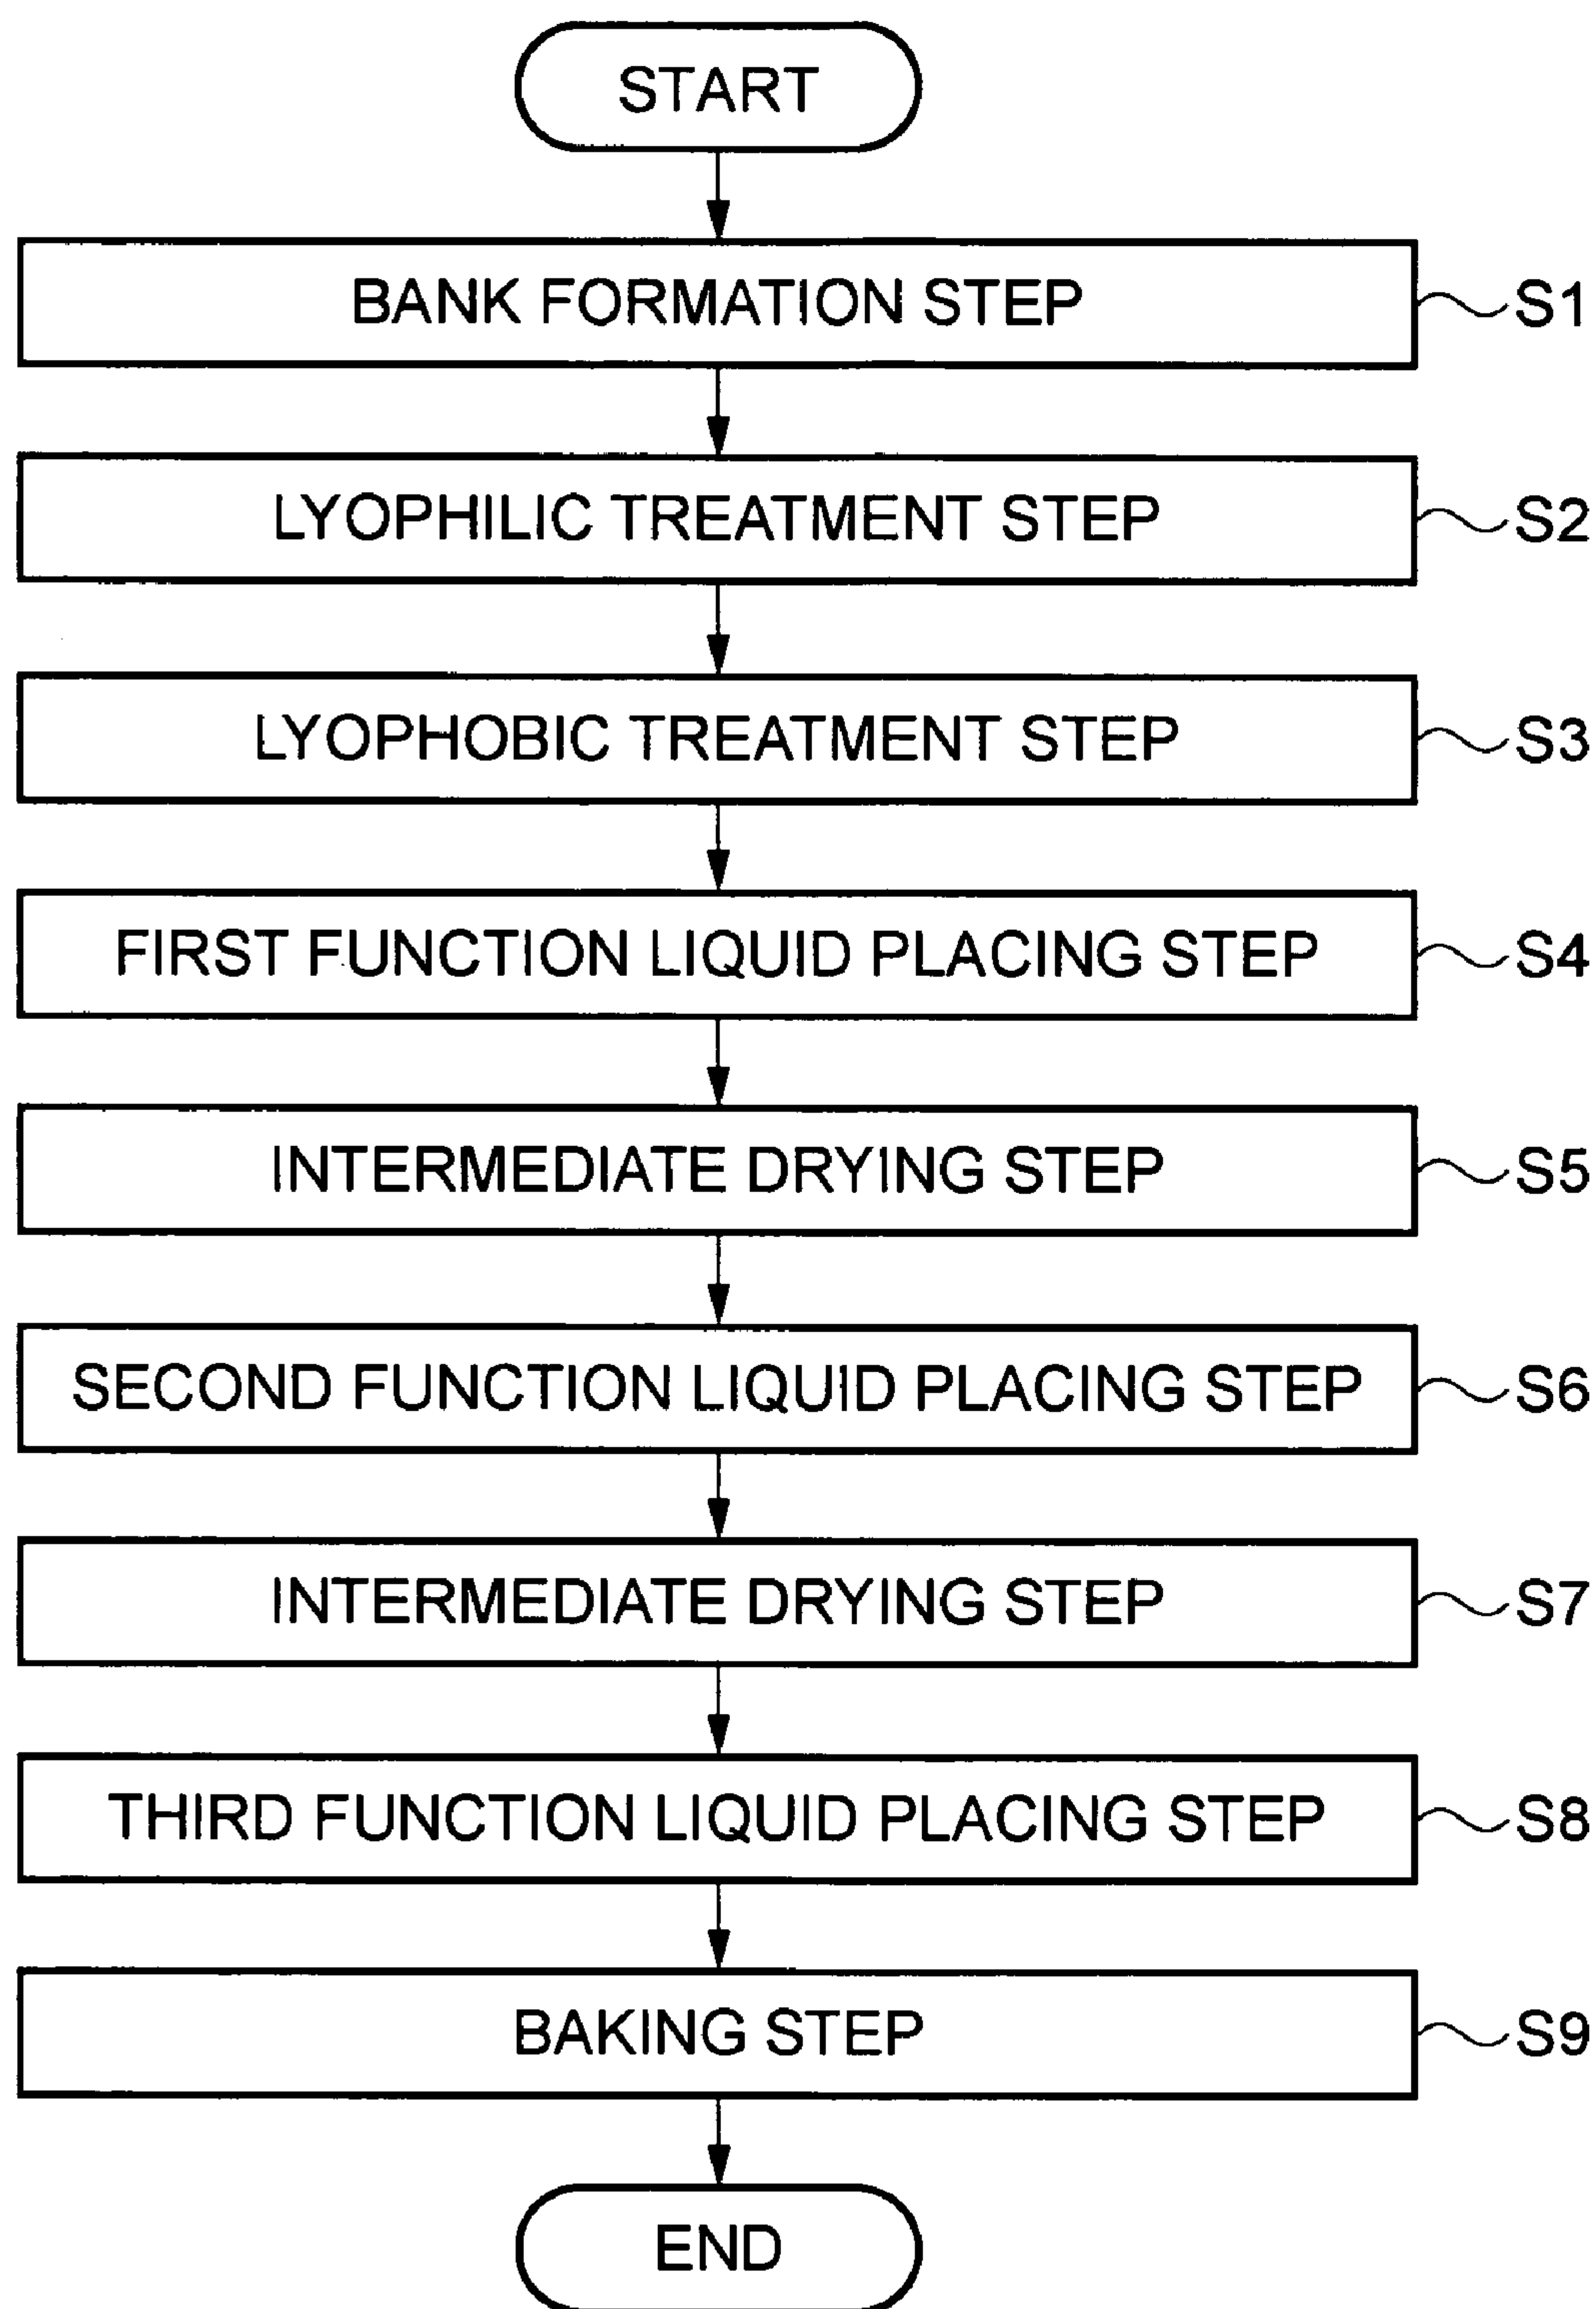 START
BANK FORMATION STEP S1
LYOPHILIC TREATMENT STEP S2
LYOPHOBIC TREATMENT STEP S3
FIRST FUNCTION LIQUID PLACING STEP S4
INTERMEDIATE DRYING STEP S5
SECOND FUNCTION LIQUID PLACING STEP S6
INTERMEDIATE DRYING STEP S7
THIRD FUNCTION LIQUID PLACING STEP S8
BAKING STEP S9
END